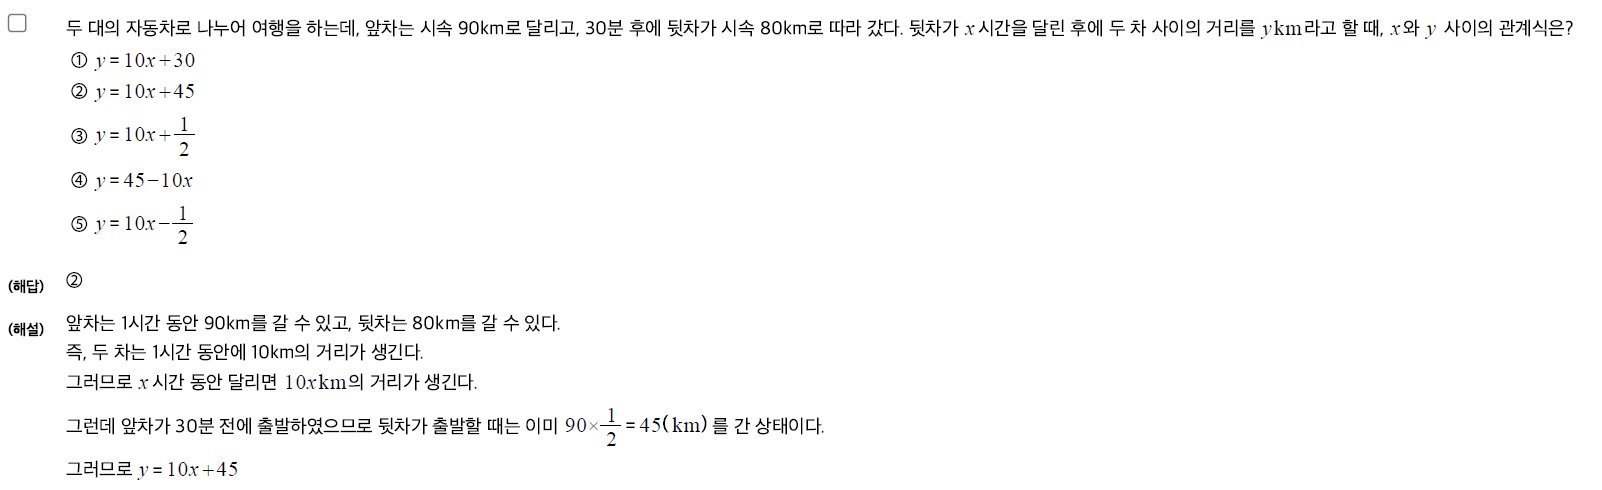 두 대의 자동차로 나누어 여행을 하는데, 앞차는 시속 90km로 달리고, 30분 후에 뒷차가 시속 80km로 따라 갔다. 뒷차가 x시간을 달린 후에 두 차 사이의 거리를 ykm라고 할 때, x와 y 사이의 관계식은?
① y=10x+30
② y=10x+45
③ y=10x+1/2
④ y=45−10x
⑤ y=10x−1/2
(해답) ②
(해설) 앞차는 1시간 동안 90km를 갈 수 있고, 뒷차는 80km를 갈 수 있다.
즉, 두 차는 1시간 동안에 10km의 거리가 생긴다.
그러므로 x시간 동안 달리면 10xkm의 거리가 생긴다.
그런데 앞차가 30분 전에 출발하였으므로 뒷차가 출발할 때는 이미 90×1/2=45(km)를 간 상태이다.
그러므로 y=10x+45